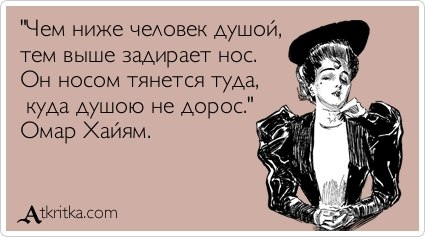 "Чем ниже человек душой,
тем выше задирает нос.
Он носом тянется туда,
куда душою не дорос."
Омар Хайям.
Atkritka.com